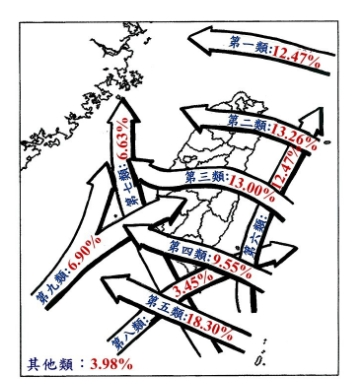 第一類:12.47%
第二類:13.26%
第三類:13.00%
第六類:12.47%
第七類:6.63%
第四類:9.55%
第九類:6.90%
第八類:3.45%
第五類:18.30%
其他類：3.98%